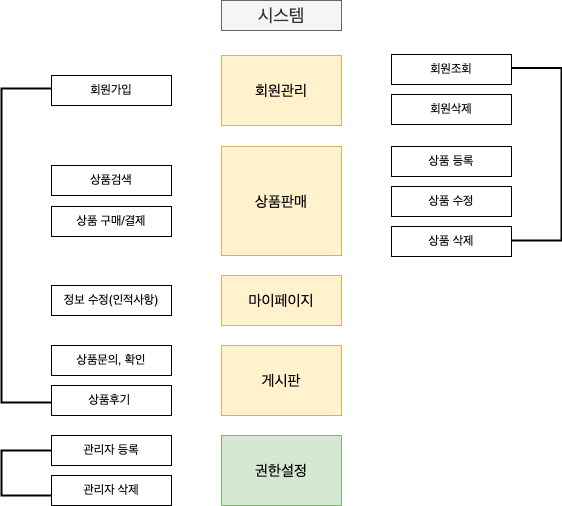 시스템
회원가입
회원관리
회원조회
회원삭제
상품검색
상품 구매/결제
상품판매
상품 등록
상품 수정
상품 삭제
정보 수정(인적사항)
마이페이지
상품문의, 확인
상품후기
게시판
관리자 등록
관리자 삭제
권한설정